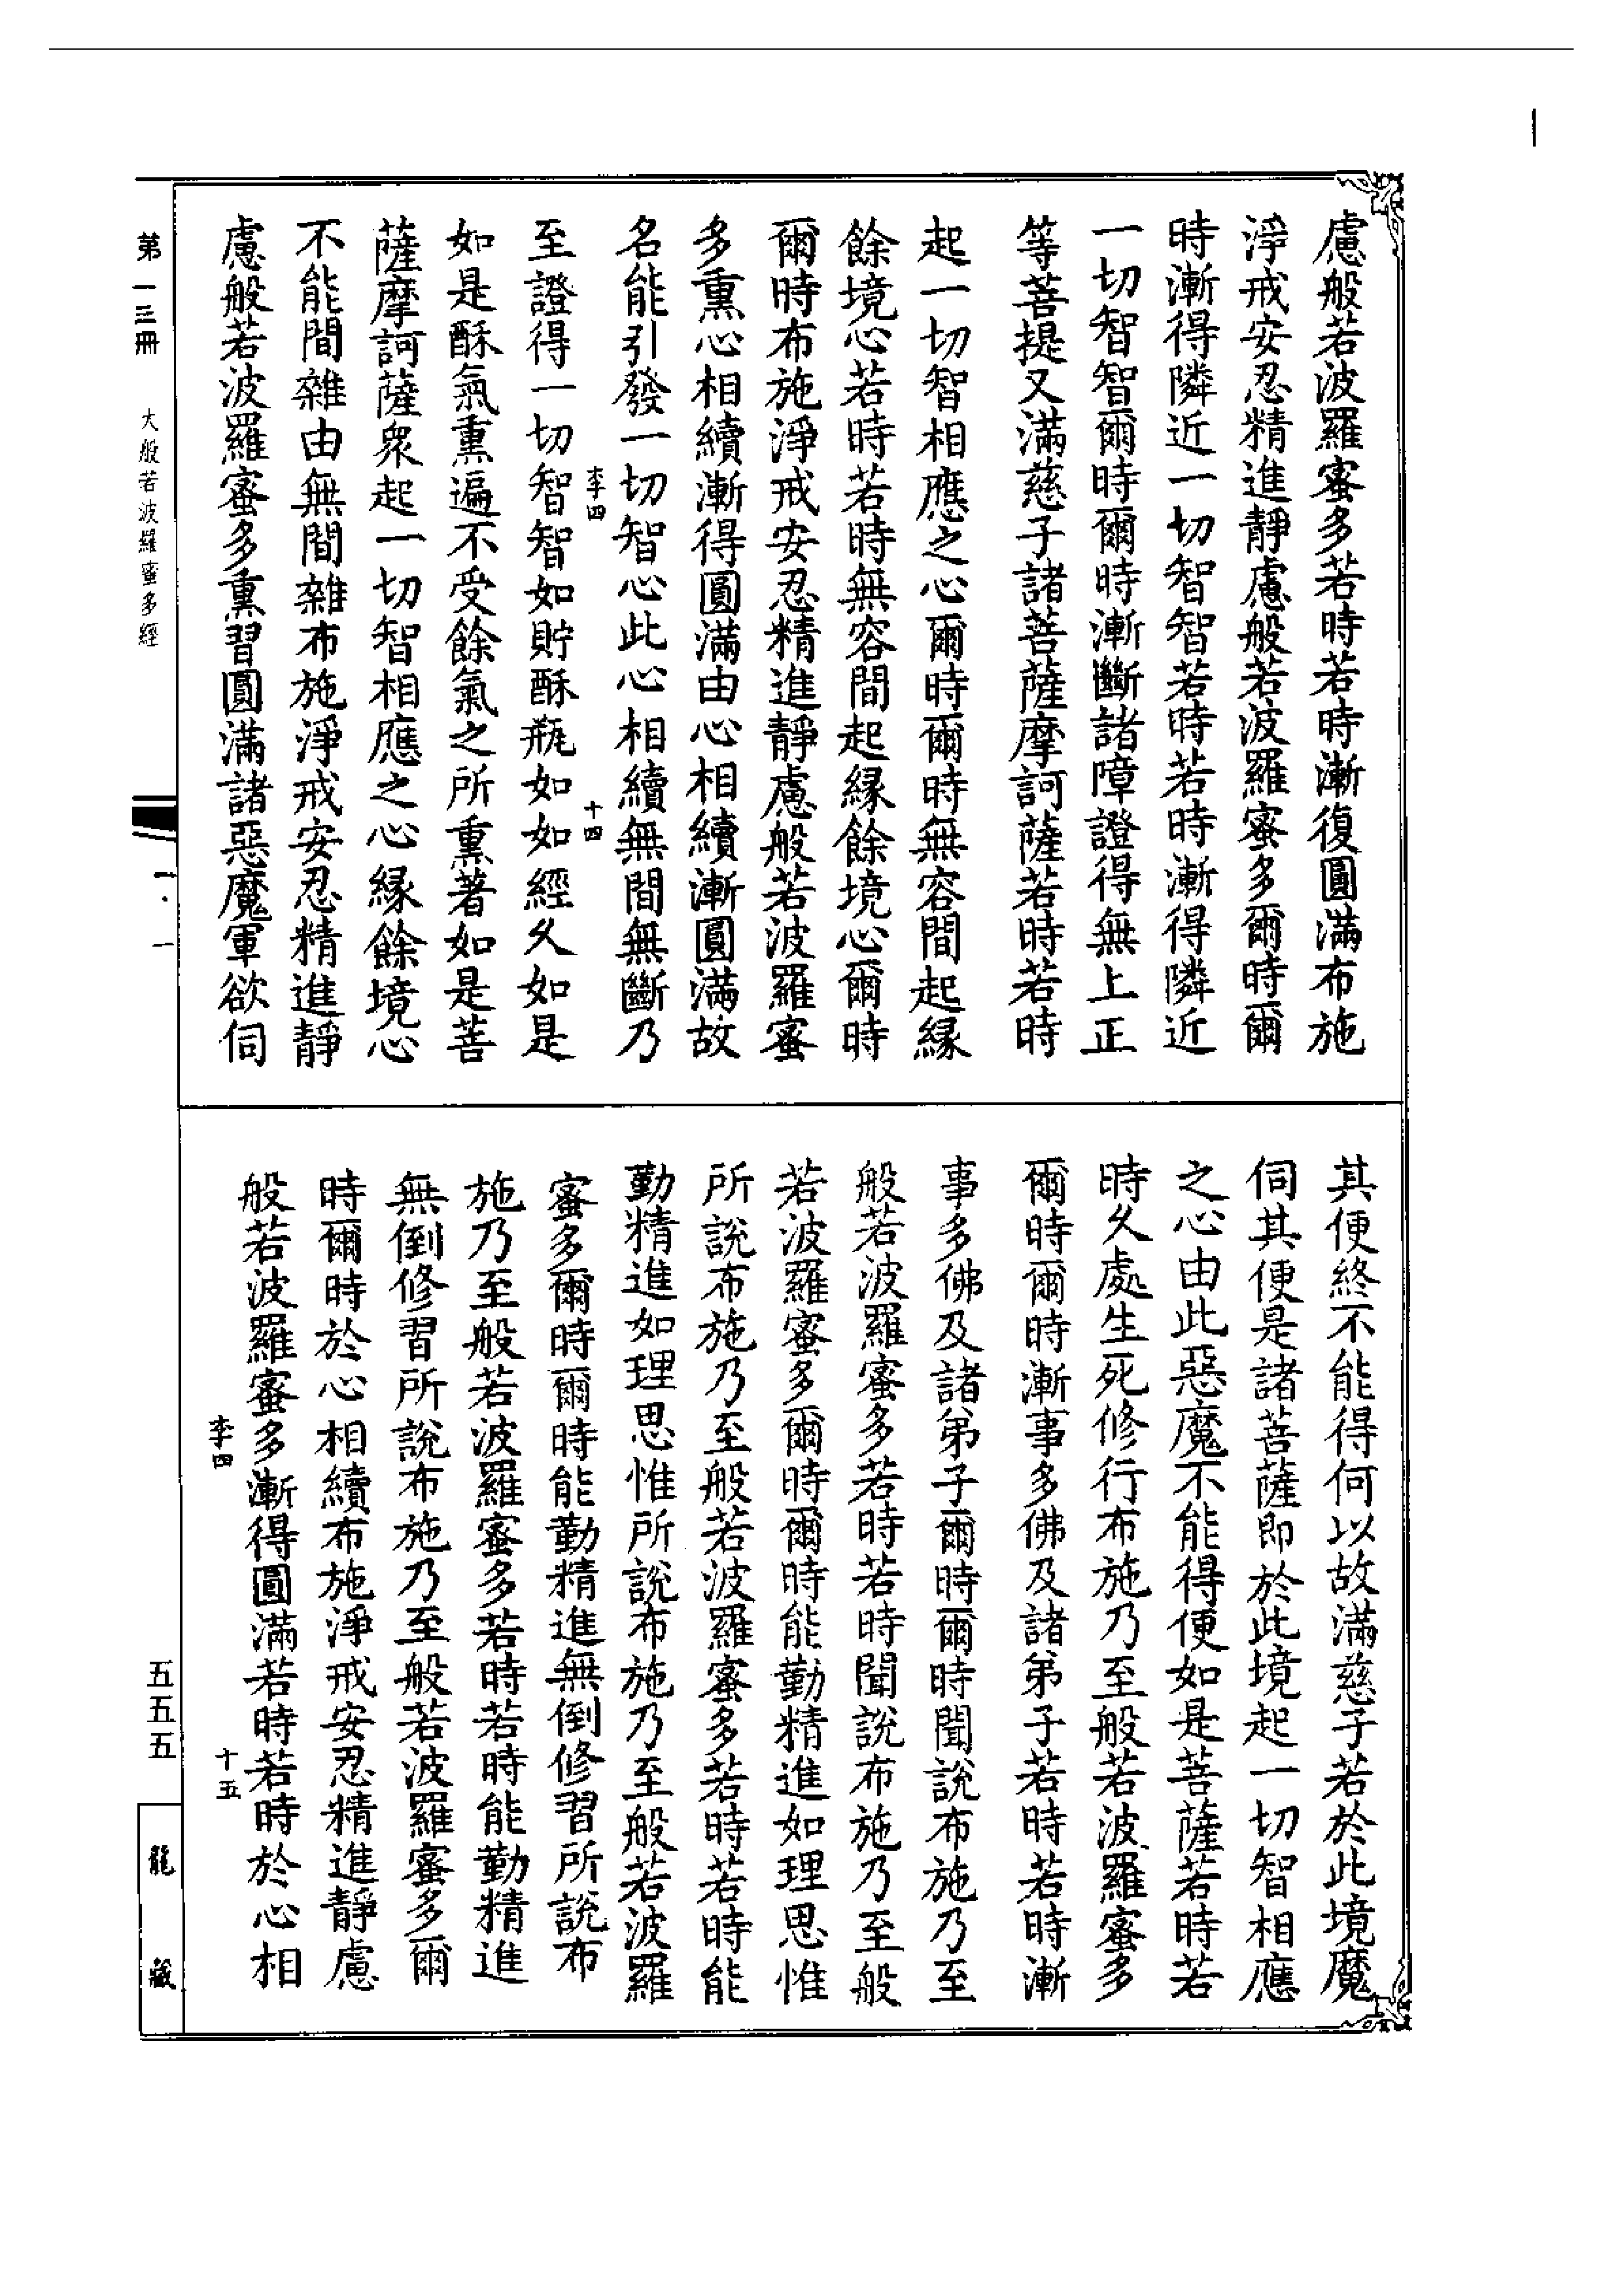 慮般若波羅蜜多若時若時漸復圓滿布施
淨戒安忍精進靜慮般若波羅蜜多爾時爾
時漸得隣近一切智智若時若時漸得隣近
一切智智爾時爾時漸斷諸障證得無上正
等菩提又滿慈子諸菩薩摩訶薩若時若時
起一切智相應之心爾時爾時無容間起緣
餘境心若時若時無容間起緣餘境心爾時
爾時布施淨戒安忍精進靜慮般若波羅蜜
多熏心相續漸得圓滿由心相續漸圓滿故
名能引發一切智心此心相續無間無斷乃
李四 十四
至證得一切智智如貯酥瓶如如經久如是
如是酥氣熏遍不受餘氣之所熏著如是菩
薩摩訶薩衆起一切智相應之心緣餘境心
不能間雜由無間雜布施淨戒安忍精進靜
慮般若波羅蜜多熏習圓滿諸惡魔軍欲伺
其便終不能得何以故滿慈子若於此境魔
伺其便是諸菩薩即於此境起一切智相應
之心由此惡魔不能得便如是菩薩若時若
時久處生死修行布施乃至般若波羅蜜多
爾時爾時漸事多佛及諸弟子若時若時漸
事多佛及諸弟子爾時爾時聞說布施乃至
般若波羅蜜多若時若時聞說布施乃至般
若波羅蜜多爾時爾時能勤精進如理思惟
所說布施乃至般若波羅蜜多若時若時能
勤精進如理思惟所說布施乃至般若波羅
蜜多爾時爾時能勤精進無倒修習所說布
施乃至般若波羅蜜多若時若時能勤精進
無倒修習所說布施乃至般若波羅蜜多爾
時爾時於心相續布施淨戒安忍精進靜慮
般若波羅蜜多漸得圓滿若時若時於心相
李四 十五
第一三冊 大般若波羅蜜多經 一·一 五五五 龍藏